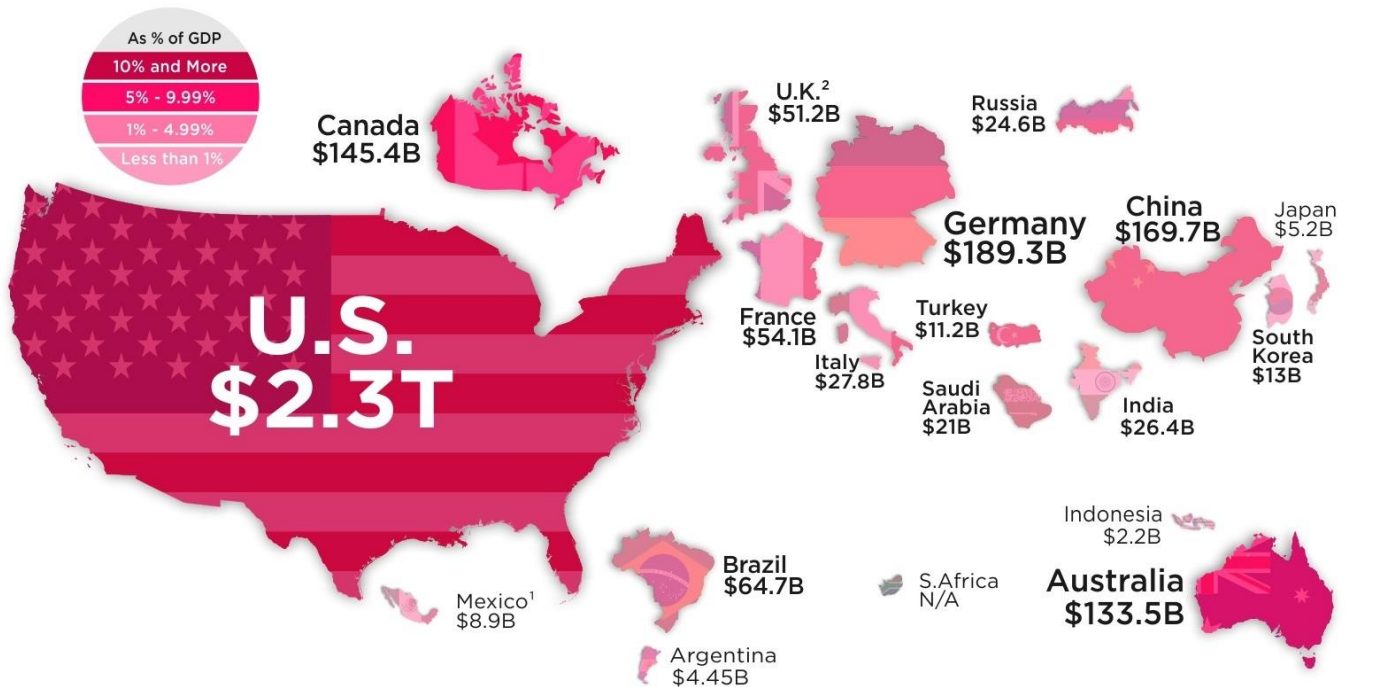 As % of GDP
10% and More
5% - 9.99%
1% - 4.99%
Less than 1%
Canada
$145.4B
U.K.²
$51.2B
Russia
$24.6B
U.S.
$2.3T
Germany
$189.3B
China
$169.7B
Japan
$5.2B
France
$54.1B
Italy
$27.8B
Turkey
$11.2B
South
Korea
$13B
Saudi
Arabia
$21B
India
$26.4B
Mexico¹
$8.9B
Brazil
$64.7B
Argentina
$4.45B
S.Africa
N/A
Indonesia
$2.2B
Australia
$133.5B